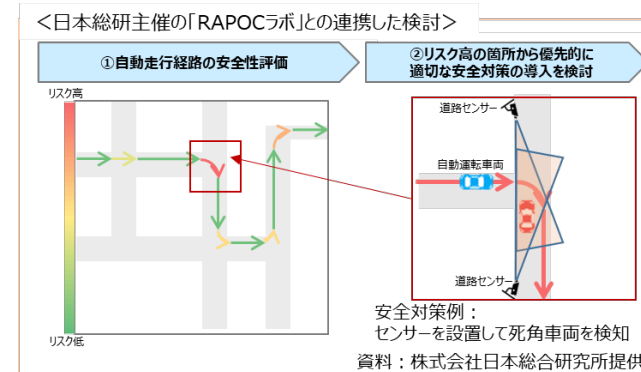 ＜日本総研主催の「RAPOCラボ」との連携した検討＞
①自動走行経路の安全性評価
②リスク高の箇所から優先的に
適切な安全対策の導入を検討
リスク高
リスク低
道路センサー
自動運転車両
道路センサー
安全対策例：
センサーを設置して死角車両を検知
資料：株式会社日本総合研究所提供